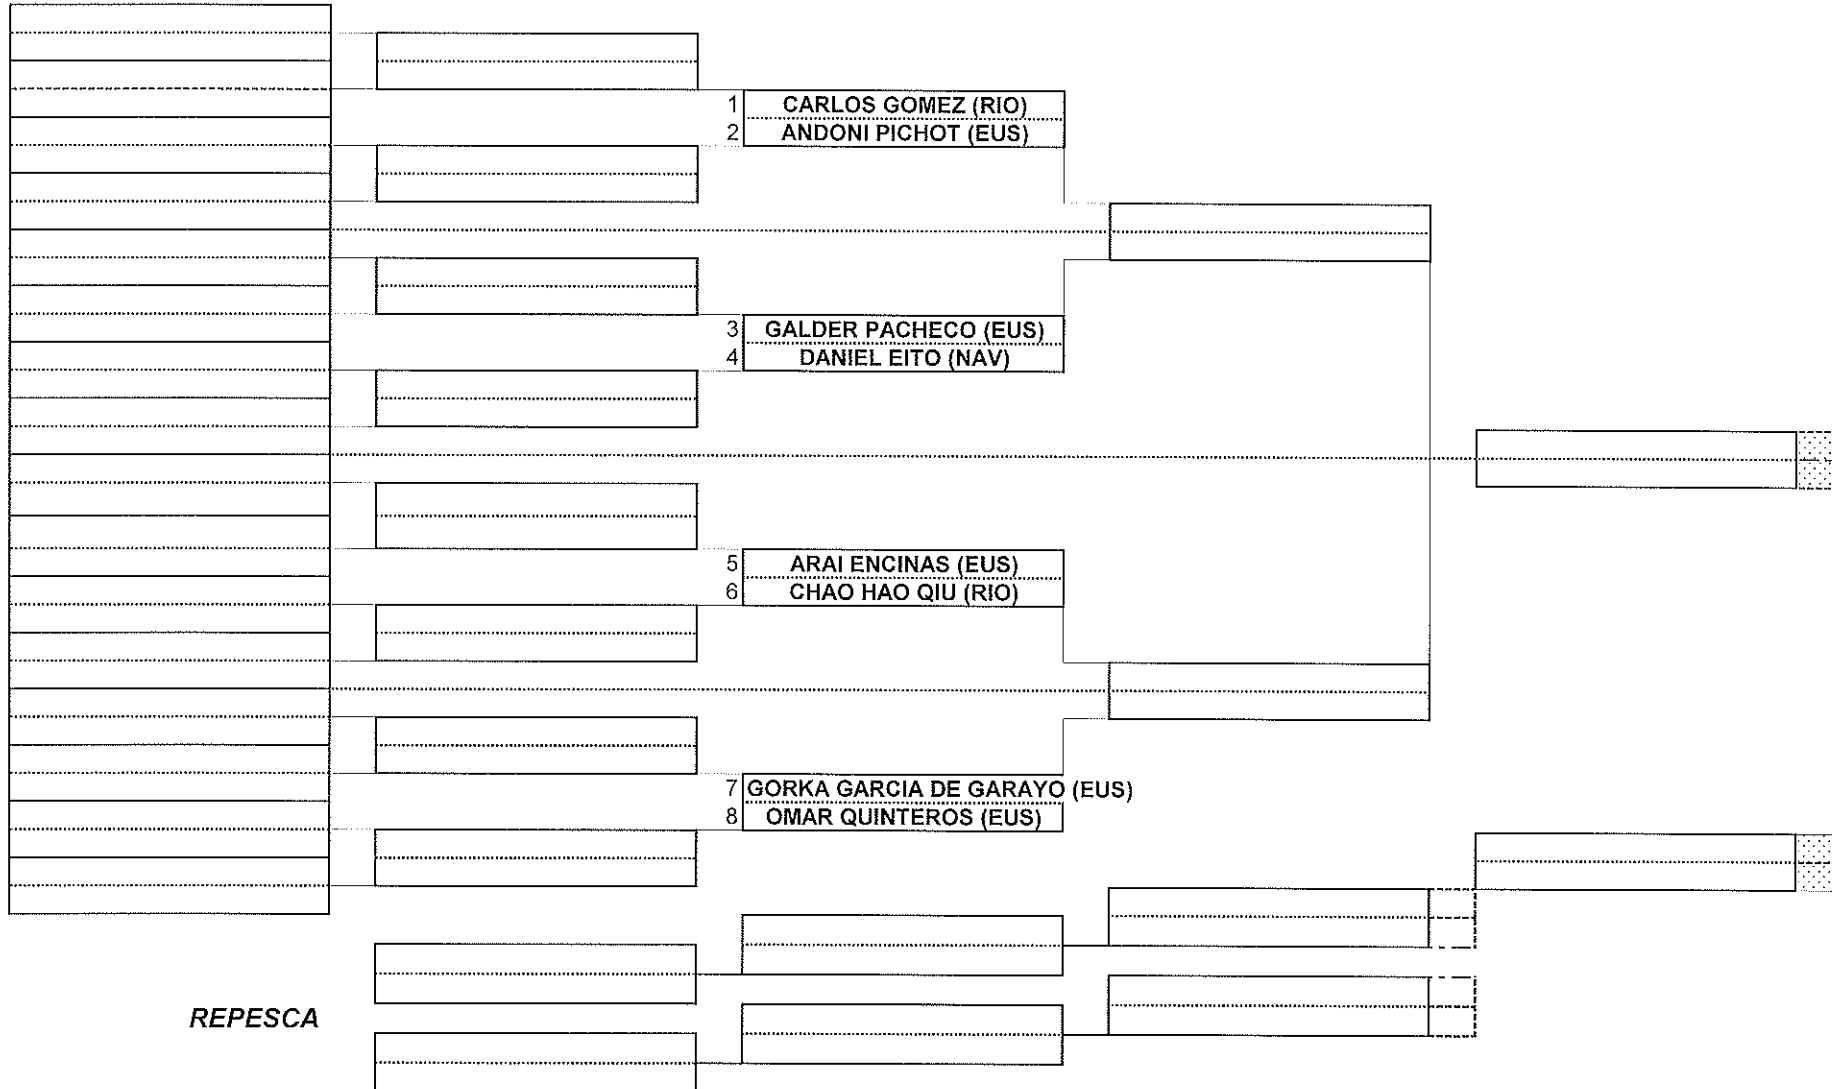 1 CARLOS GOMEZ (RIO)
2 ANDONI PICHOT (EUS)
3 GALDER PACHECO (EUS)
4 DANIEL EITO (NAV)
5 ARAI ENCINAS (EUS)
6 CHAO HAO QIU (RIO)
7 GORKA GARCIA DE GARAYO (EUS)
8 OMAR QUINTEROS (EUS)
REPESCA